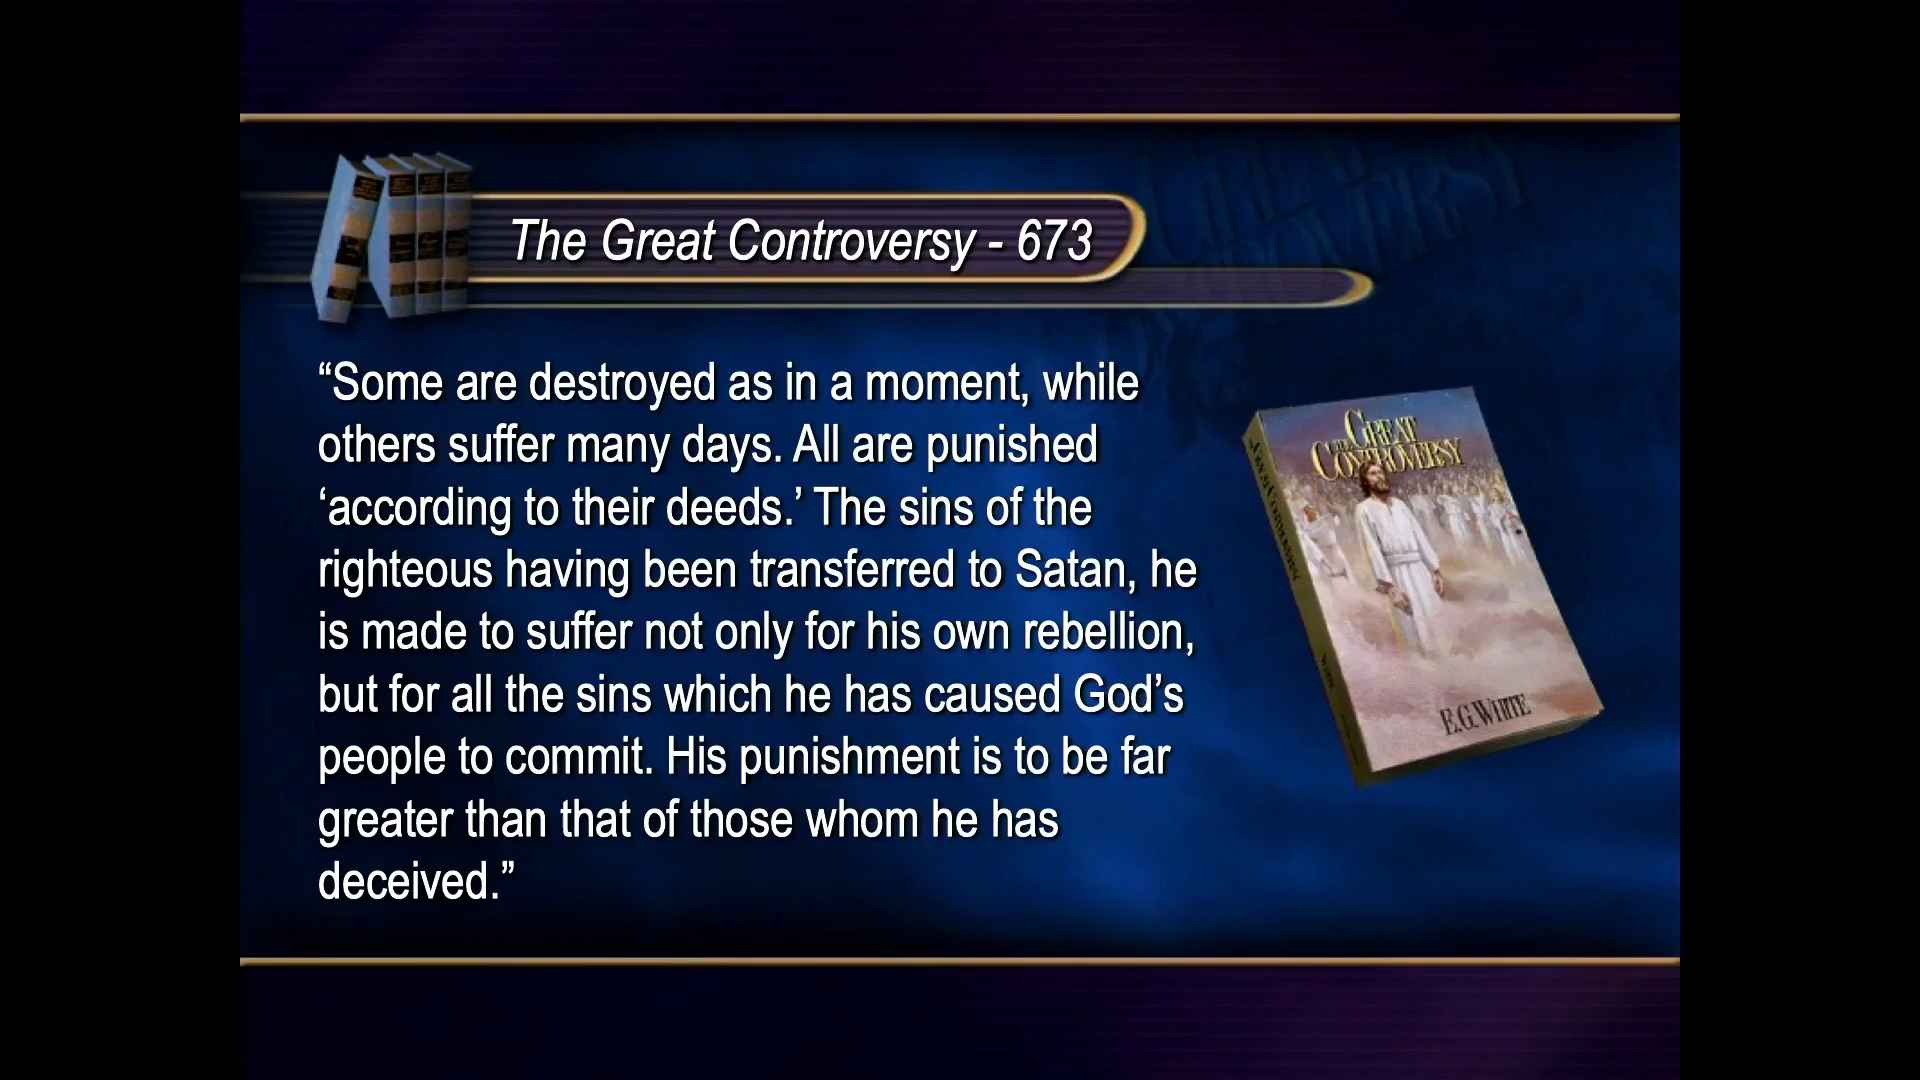 The Great Controversy - 673
“Some are destroyed as in a moment, while
others suffer many days. All are punished
‘according to their deeds.’ The sins of the
righteous having been transferred to Satan, he
is made to suffer not only for his own rebellion,
but for all the sins which he has caused God’s
people to commit. His punishment is to be far
greater than that of those whom he has
deceived.”
THE GREAT
CONTROVERSY
E.G. WHITE